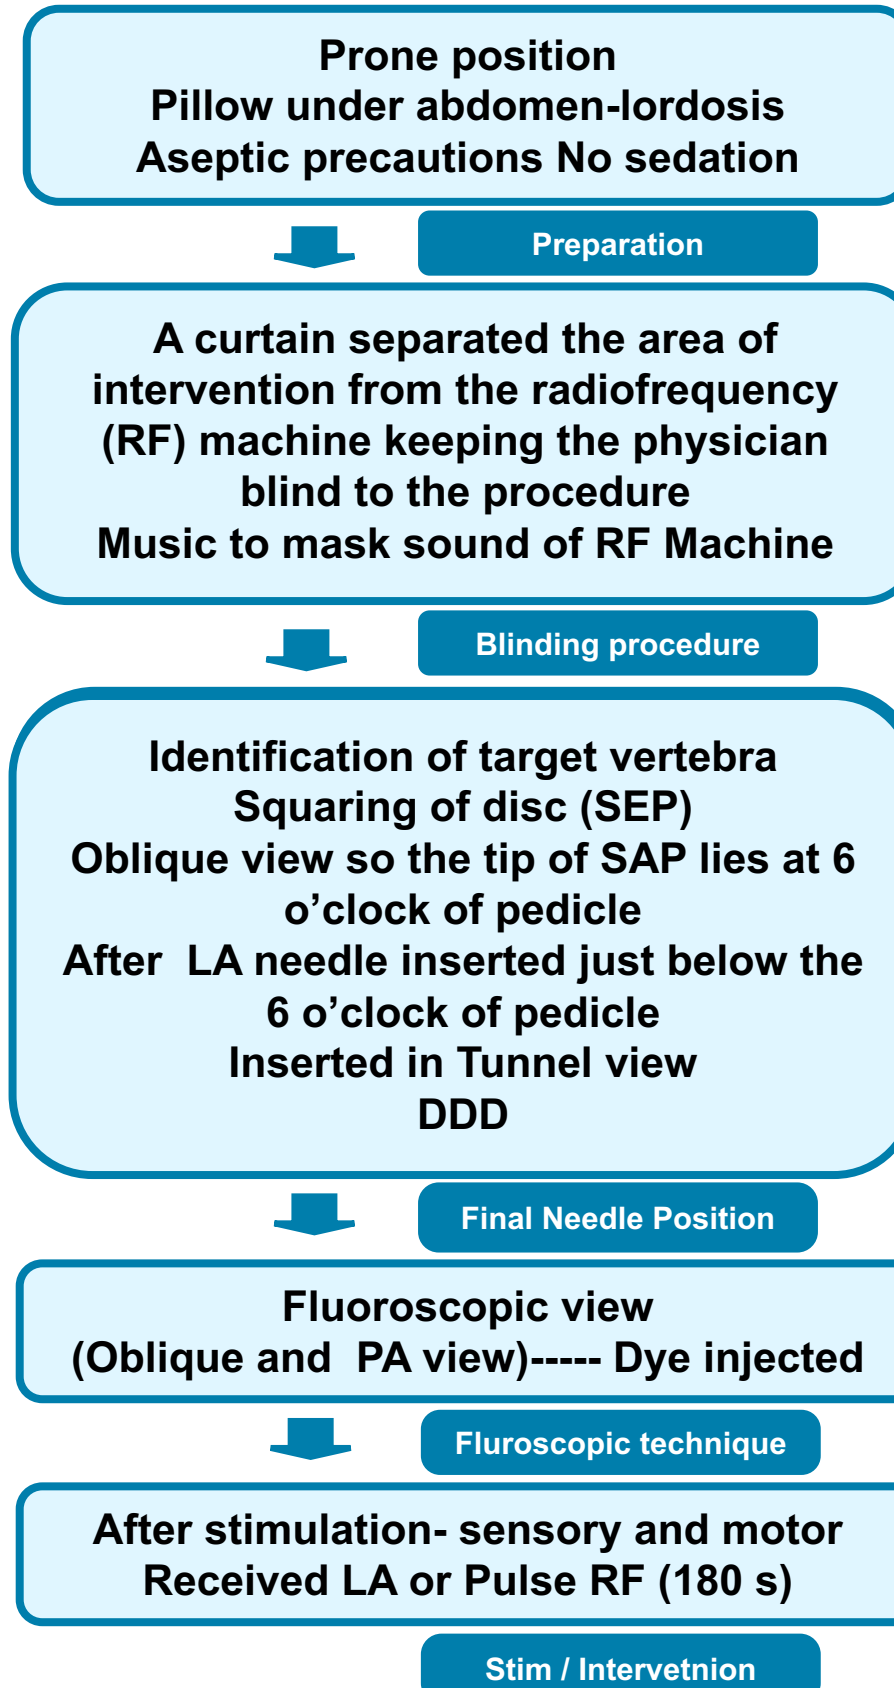 Prone position
Pillow under abdomen-lordosis
Aseptic precautions No sedation
Preparation
A curtain separated the area of
intervention from the radiofrequency
(RF) machine keeping the physician
blind to the procedure
Music to mask sound of RF Machine
Blinding procedure
Identification of target vertebra
Squaring of disc (SEP)
Oblique view so the tip of SAP lies at 6
o’clock of pedicle
After LA needle inserted just below the
6 o’clock of pedicle
Inserted in Tunnel view
DDD
Final Needle Position
Fluoroscopic view
(Oblique and PA view)----- Dye injected
Fluroscopic technique
After stimulation- sensory and motor
Received LA or Pulse RF (180 s)
Stim / Intervetnion